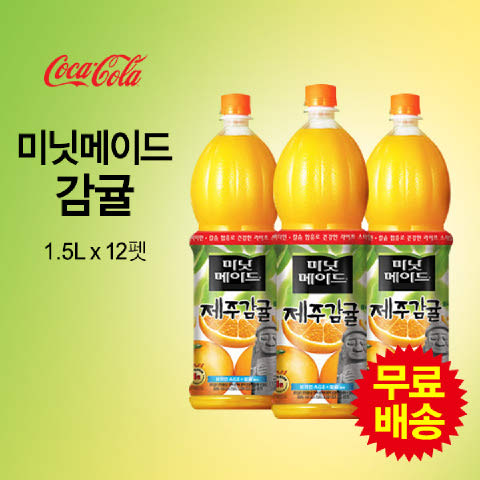 Coca-Cola
미닛메이드
감귤
1.5L x 12펫
미닛
메이드
제주감귤
미닛
메이드
제주감귤
미닛
메이드
제주감귤
무료
배송